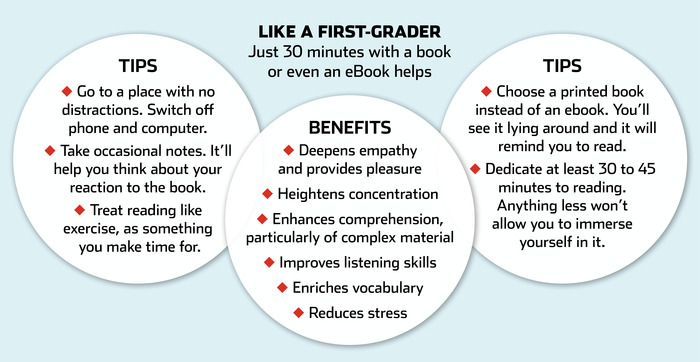 LIKE A FIRST-GRADER
Just 30 minutes with a book
or even an eBook helps
TIPS
◆ Go to a place with no
distractions. Switch off
phone and computer.
◆ Take occasional notes. It’ll
help you think about your
reaction to the book.
◆ Treat reading like
exercise, as something
you make time for.
BENEFITS
◆ Deepens empathy
and provides pleasure
◆ Heightens concentration
◆ Enhances comprehension,
particularly of complex material
◆ Improves listening skills
◆ Enriches vocabulary
◆ Reduces stress
TIPS
◆ Choose a printed book
instead of an ebook. You’ll
see it lying around and it will
remind you to read.
◆ Dedicate at least 30 to 45
minutes to reading.
Anything less won’t
allow you to immerse
yourself in it.